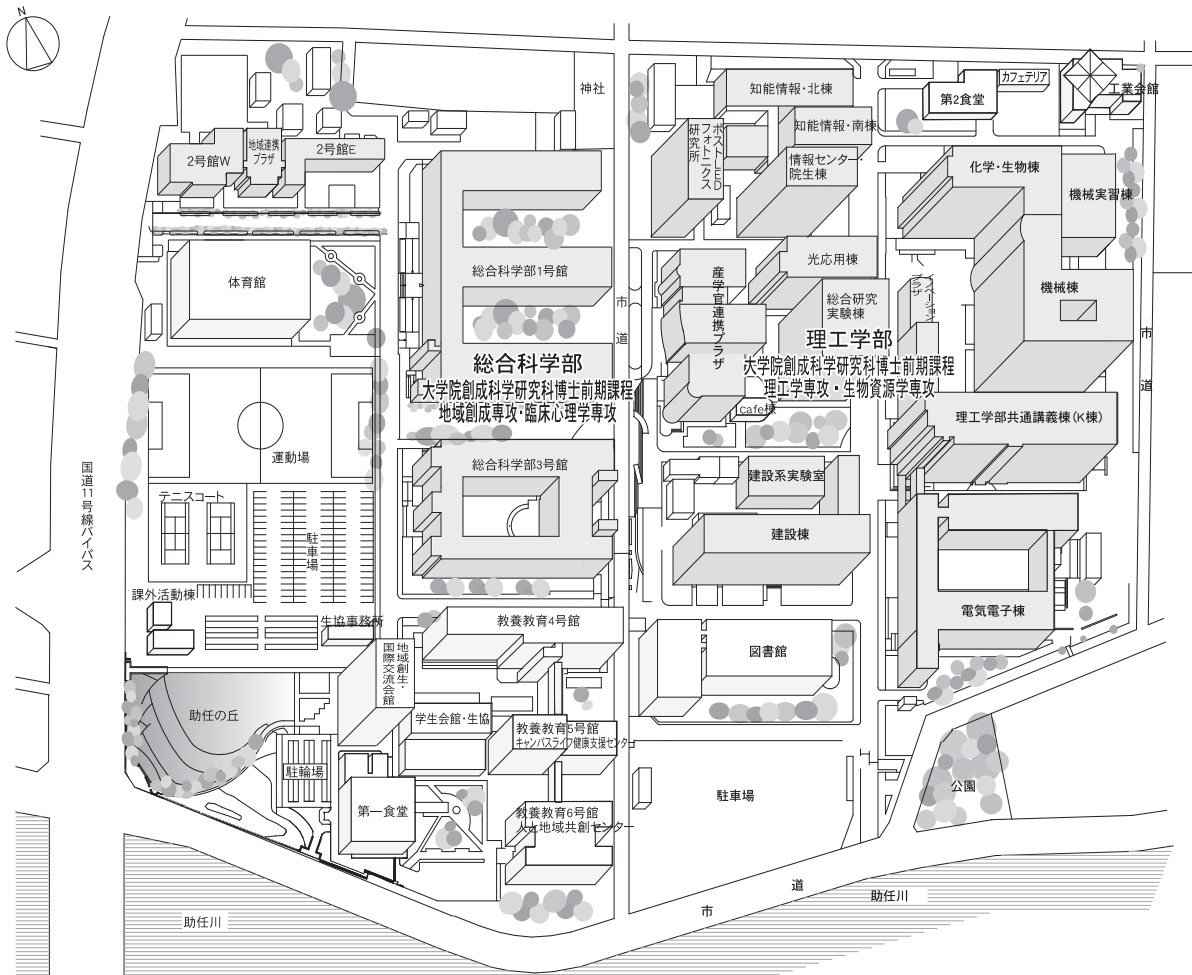 N
神社
知能情報・北棟
第2食堂
カフェテリア
工業会館
2号館W
地域連携
プラザ
2号館E
ポストLED
フォトニクス
研究所
知能情報・南棟
情報センター・
院生棟
化学・生物棟
機械実習棟
体育館
総合科学部1号館
市道
産学官連携プラザ
光応用棟
総合研究
実験棟
イノベーション
プラザ
機械棟
市道
総合科学部
大学院創成科学研究科博士前期課程
地域創成専攻・臨床心理学専攻
理工学部
大学院創成科学研究科博士前期課程
理工学専攻・生物資源学専攻
cafe棟
理工学部共通講義棟(K棟)
国道11号線バイパス
運動場
テニスコート
駐車場
総合科学部3号館
建設系実験室
建設棟
課外活動棟
生協事務所
教養教育4号館
図書館
電気電子棟
地域創生・
国際交流会館
助任の丘
学生会館・生協
教養教育5号館
キャンパスライフ健康支援センター
駐輪場
第一食堂
教養教育6号館
人と地域共創センター
駐車場
公園
市道
助任川
助任川